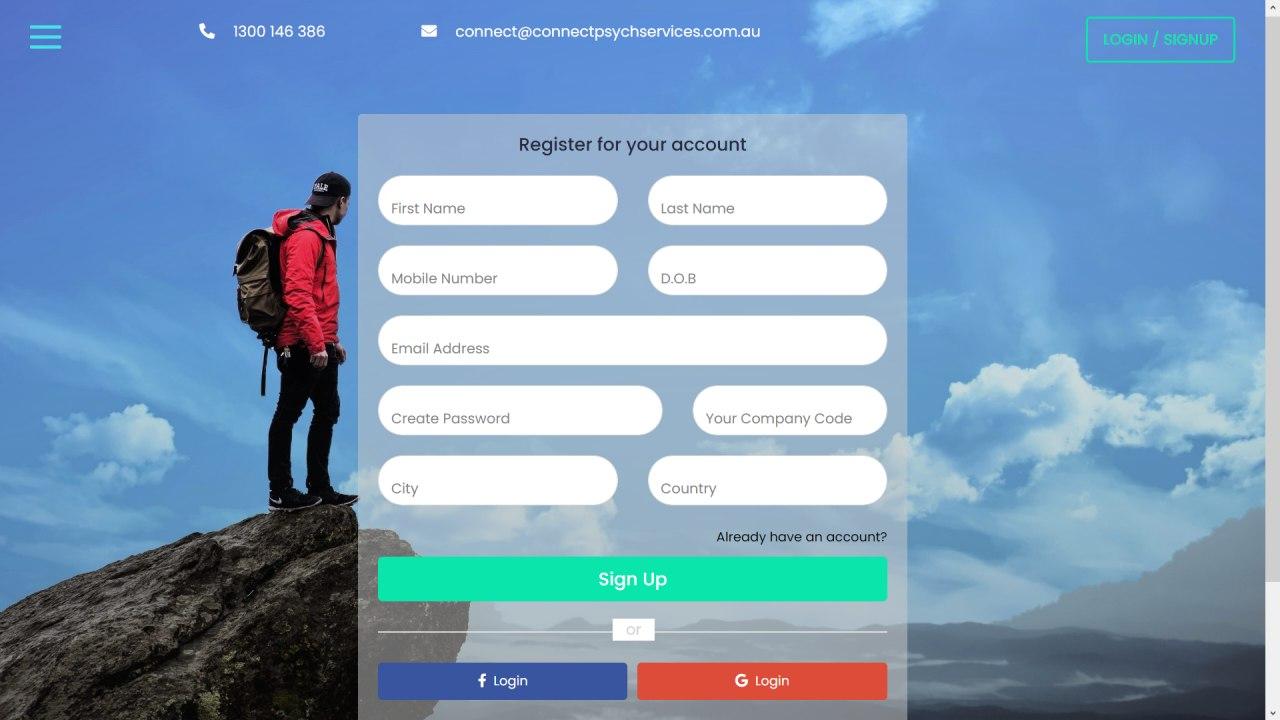 1300 146 386
connect@connectpsychservices.com.au
LOGIN / SIGNUP
Register for your account
First Name
Last Name
Mobile Number
D.O.B
Email Address
Create Password
Your Company Code
City
Country
Already have an account?
Sign Up
or
Login
Login